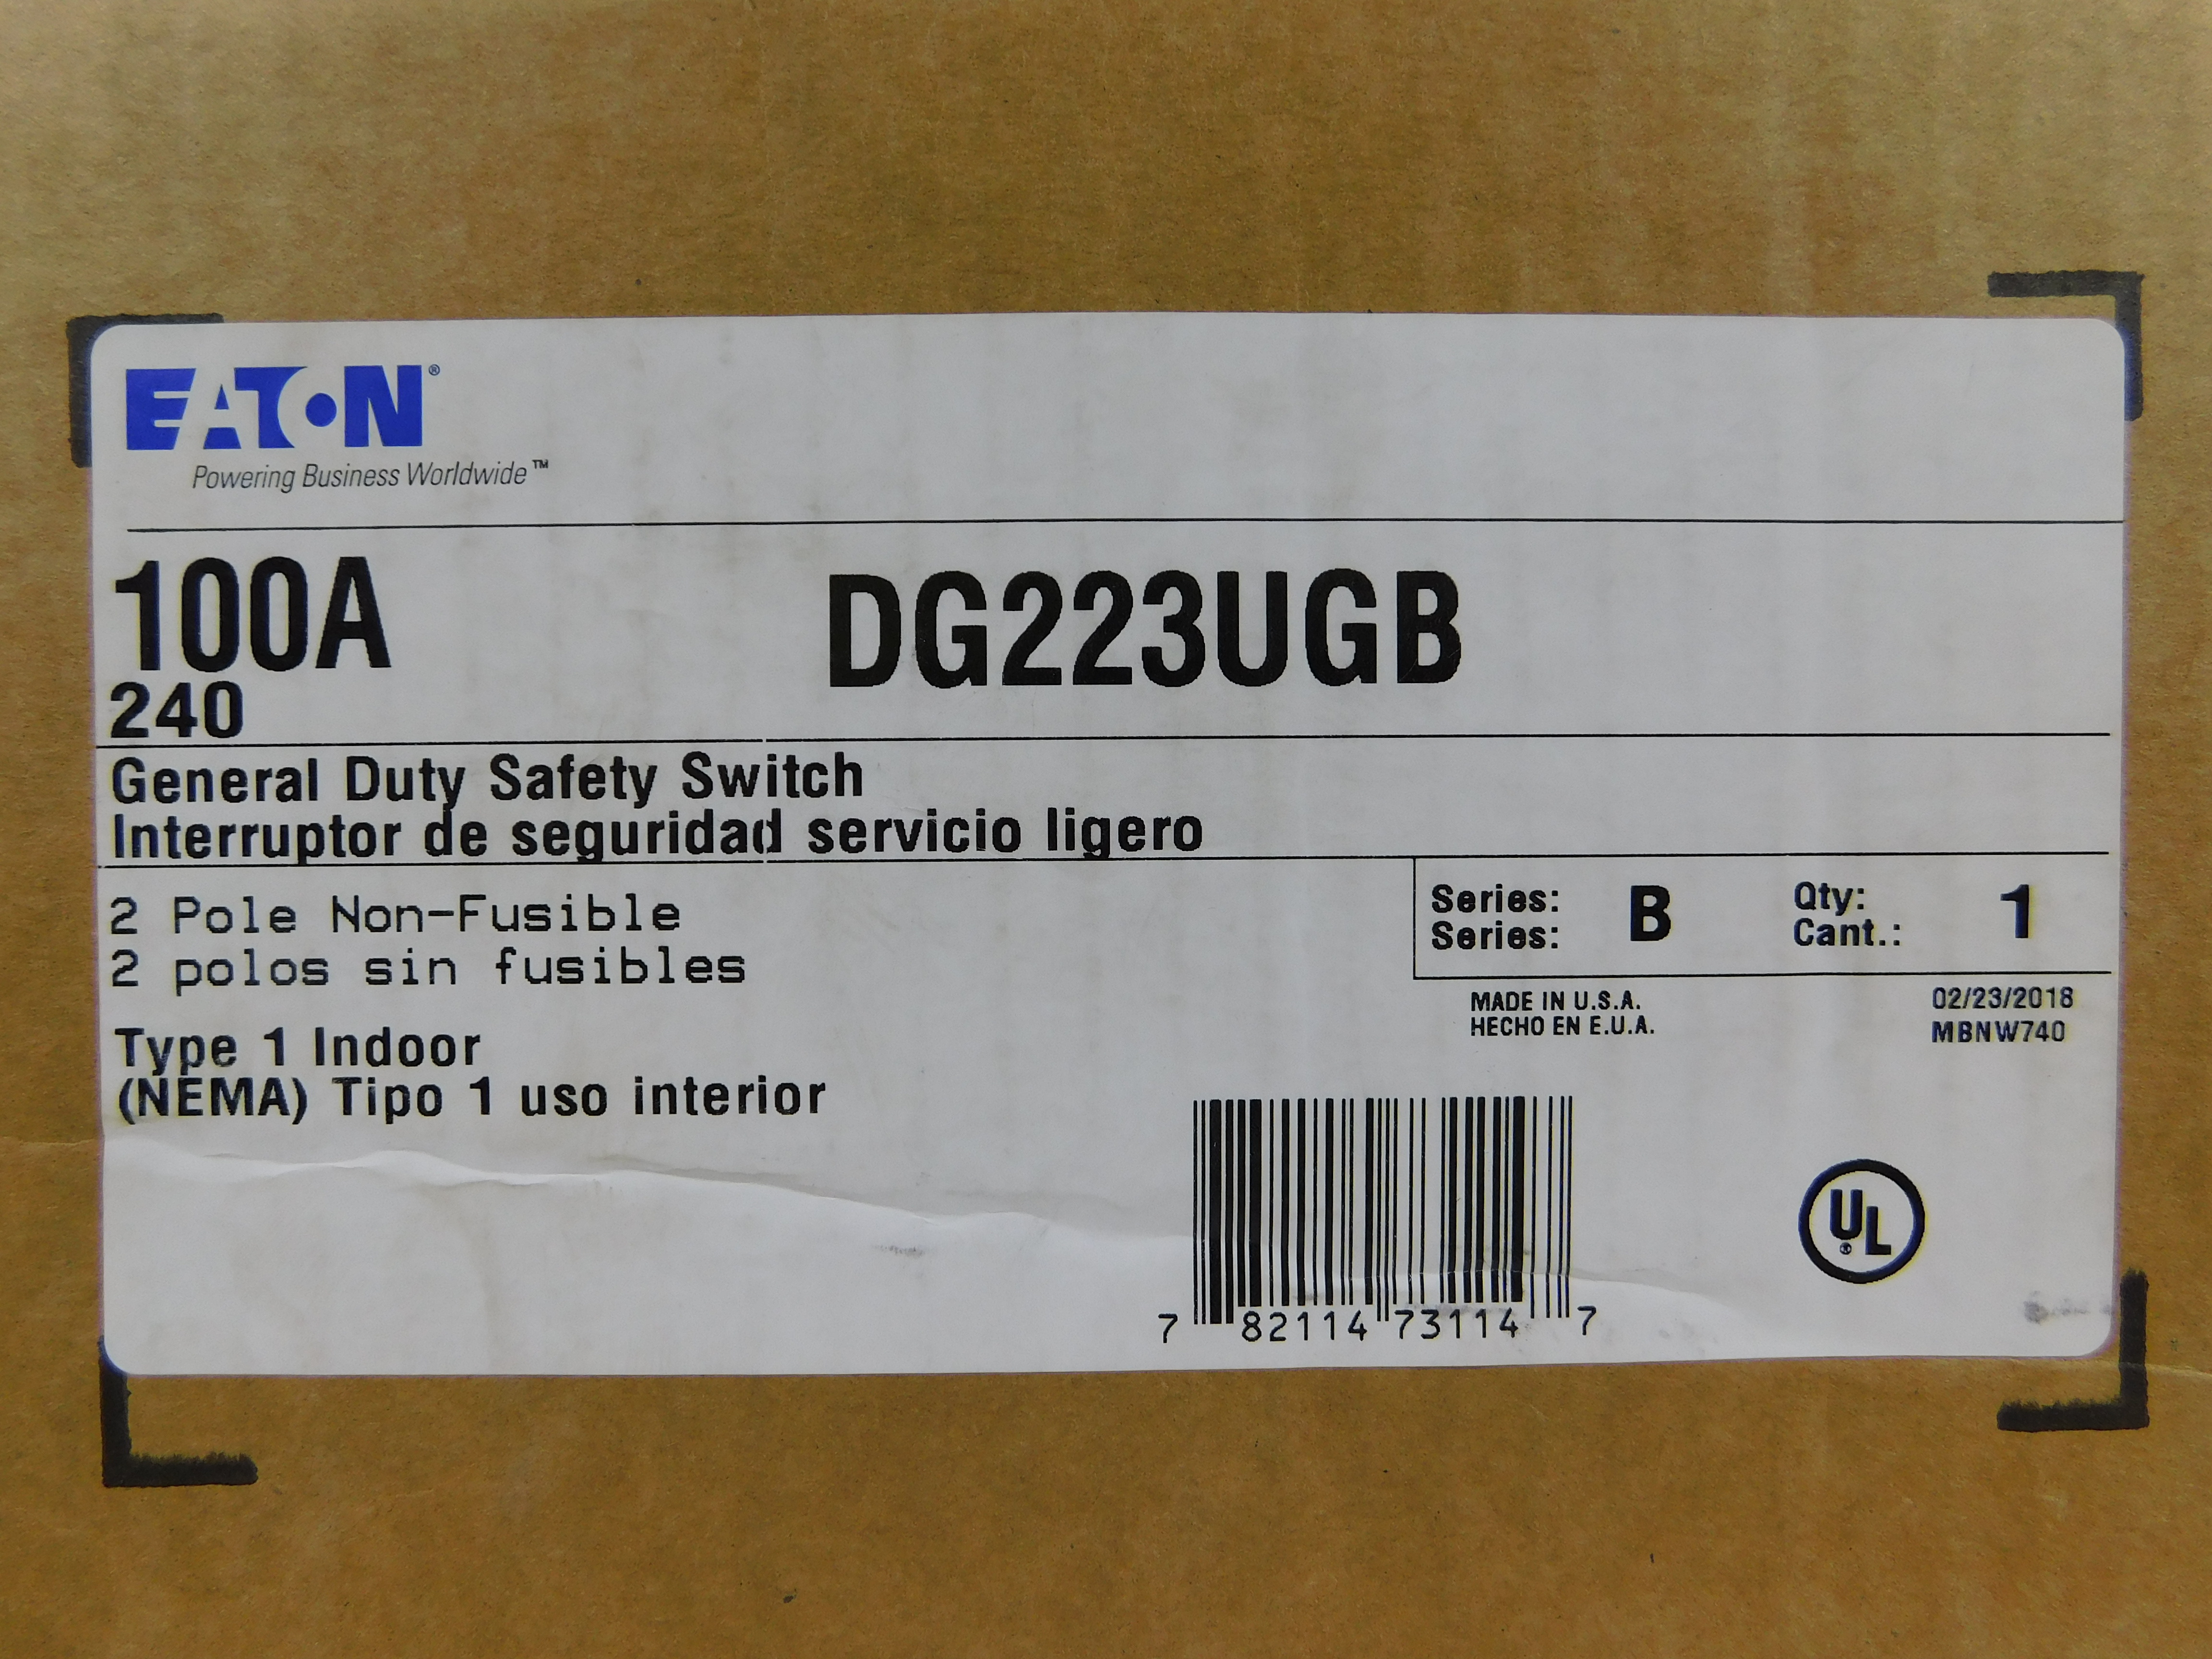 EATON®
Powering Business Worldwide™
100A
DG223UGB
240
General Duty Safety Switch
Interruptor de seguridad servicio ligero
2 Pole Non-Fusible
2 polos sin fusibles
Series: B Qty: 1
Series: Cant.:
MADE IN U.S.A. 02/23/2018
HECHO EN E.U.A. MBNW740
Type 1 Indoor
(NEMA) Tipo 1 uso interior
UL®
7 82114 73114 7